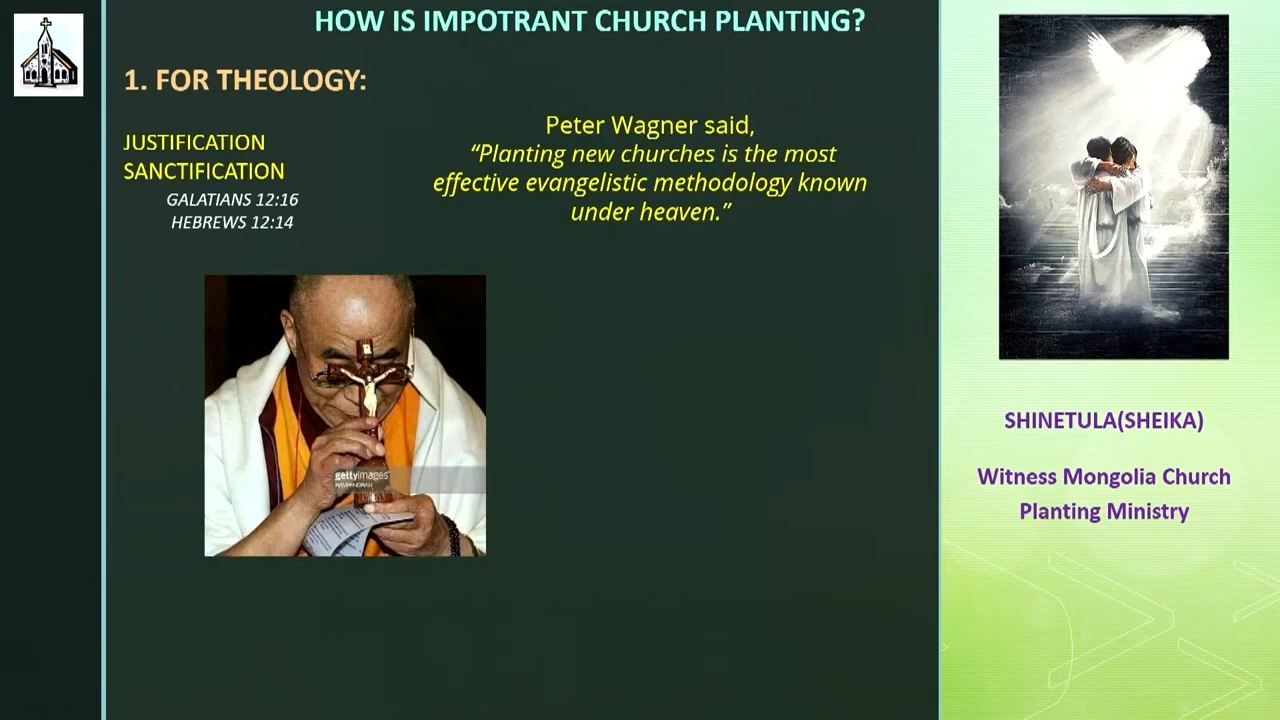 HOW IS IMPOTRANT CHURCH PLANTING?
1. FOR THEOLOGY:
JUSTIFICATION
SANCTIFICATION
GALATIANS 12:16
HEBREWS 12:14
Peter Wagner said,
“Planting new churches is the most
effective evangelistic methodology known
under heaven.”
gettyimages
SHINETULA(SHEIKA)
Witness Mongolia Church
Planting Ministry